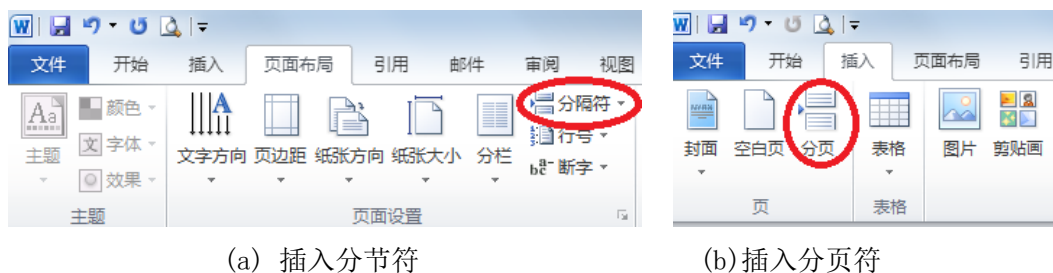 文件 开始 插入 页面布局 引用 邮件 审阅 视图
Aa
颜色
文 字体
效果
主题
文字方向 页边距 纸张方向 纸张大小 分栏
分隔符
行号
断字
主题 页面设置
(a) 插入分节符
文件 开始 插入 页面布局 引用
封面 空白页 分页 表格 图片 剪贴画
页 表格
(b)插入分页符